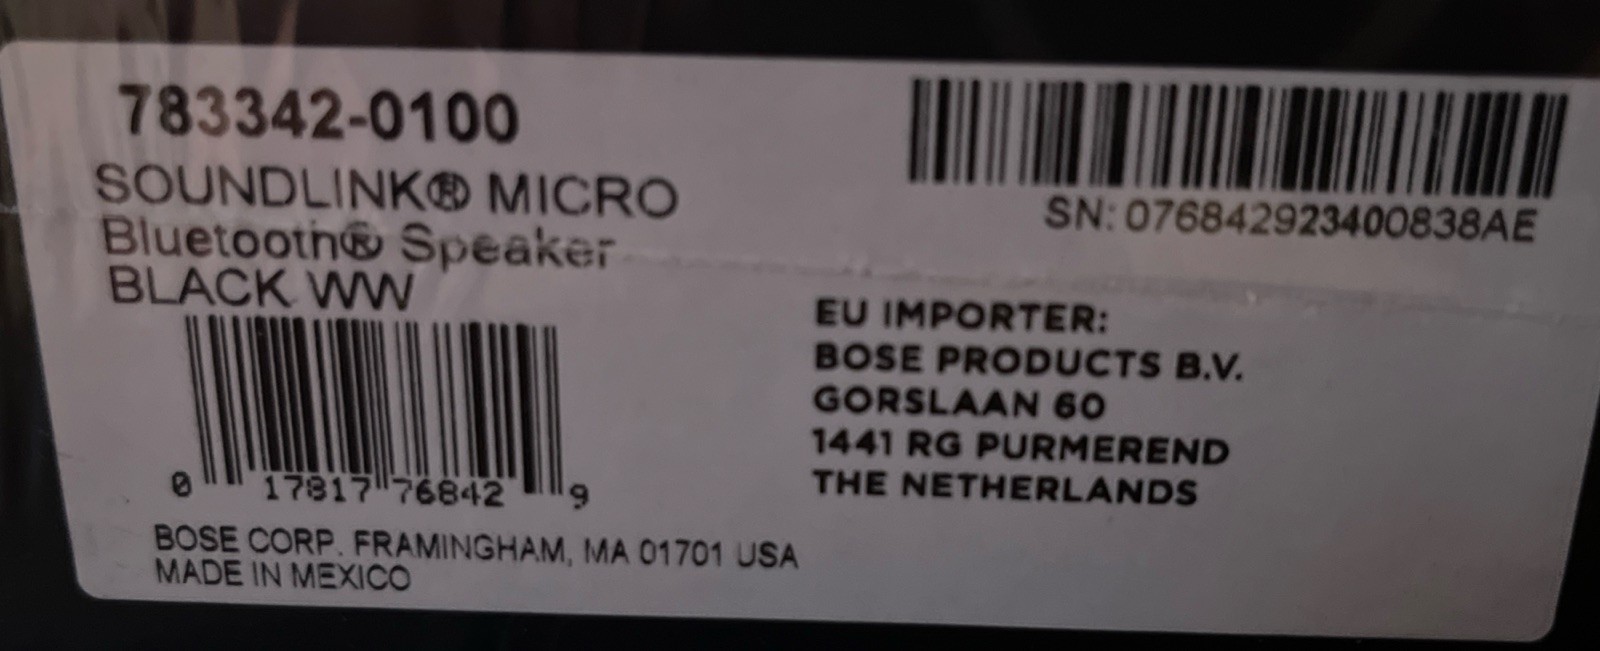 783342-0100
SOUNDLINK® MICRO
Bluetooth® Speaker
BLACK WW
0 17817 76842 9
BOSE CORP. FRAMINGHAM, MA 01701 USA
MADE IN MEXICO
SN: 076842923400838AE
EU IMPORTER:
BOSE PRODUCTS B.V.
GORSLAAN 60
1441 RG PURMEREND
THE NETHERLANDS